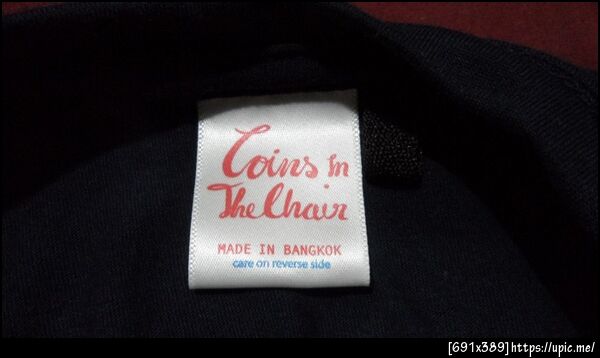 Coins In
The Chair
MADE IN BANGKOK
care on reverse side
[691x389]https://upic.me/